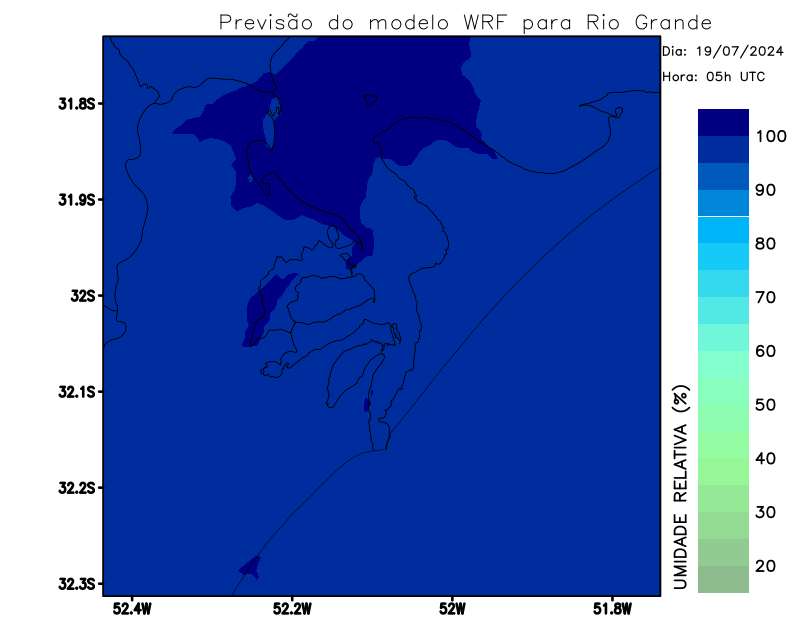 Previsão do modelo WRF para Rio Grande
Dia: 19/07/2024
Hora: 05h UTC
31.8S
31.9S
32S
32.1S
32.2S
32.3S
52.4W
52.2W
52W
51.8W
UMIDADE RELATIVA (%)
100
90
80
70
60
50
40
30
20